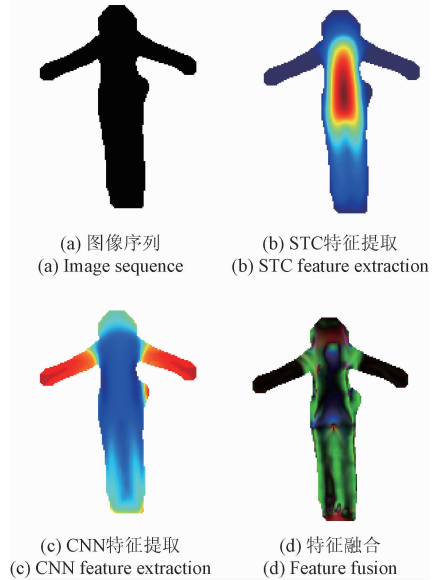 (a) 图像序列
(a) Image sequence
(b) STC特征提取
(b) STC feature extraction
(c) CNN特征提取
(c) CNN feature extraction
(d) 特征融合
(d) Feature fusion